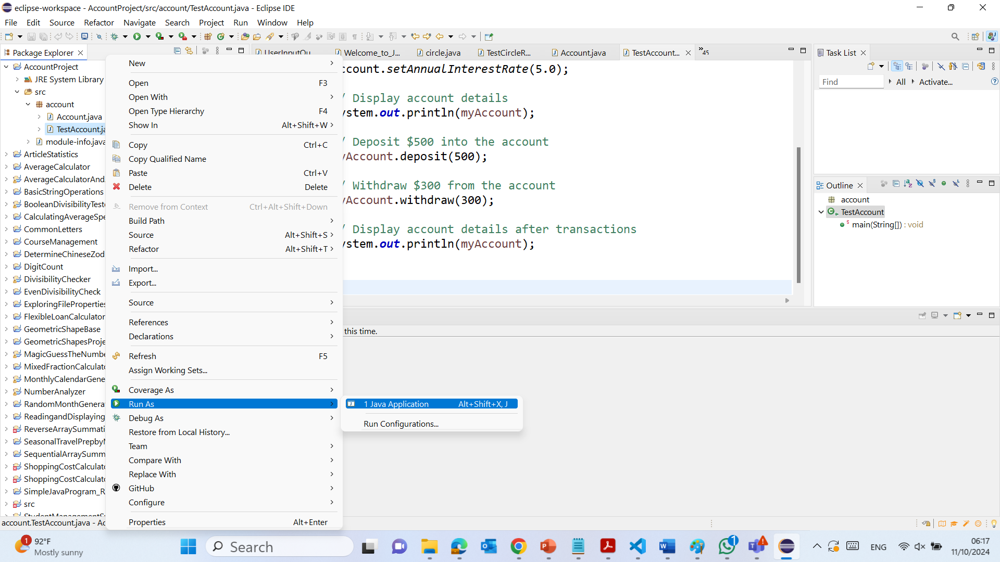 eclipse-workspace - AccountProject/src/account/TestAccount.java - Eclipse IDE
File Edit Source Refactor Navigate Search Project Run Window Help
Package Explorer
UserInputOu
Welcome_to_J...
circle.java
TestCircleR...
Account.java
TestAccount...
45
Task List
AccountProject
JRE System Library
src
account
Account.java
TestAccount.ja
module-info.java
ArticleStatistics
AverageCalculator
AverageCalculatorAnd
BasicStringOperations
BooleanDivisibilityTeste
CalculatingAverageSpe
CommonLetters
CourseManagement
DetermineChineseZod
DigitCount
DivisibilityChecker
EvenDivisibilityCheck
ExploringFileProperties
FlexibleLoanCalculator
GeometricShapeBase
GeometricShapesProje
MagicGuessTheNumbe
MixedFractionCalculato
MonthlyCalendarGene
NumberAnalyzer
RandomMonthGenerat
ReadingandDisplaying
ReverseArraySummati
SeasonalTravelPrepbyM
SequentialArraySumm
ShoppingCostCalculato
ShoppingCostCalculato
SimpleJavaProgram_R
src
StudentManagementS
account.TestAccount.java - Ac
New
Open F3
Open With
Open Type Hierarchy F4
Show In Alt+Shift+W
Copy Ctrl+C
Copy Qualified Name
Paste Ctrl+V
Delete Delete
Remove from Context Ctrl+Alt+Shift+Down
Build Path
Source Alt+Shift+S
Refactor Alt+Shift+T
Import...
Export...
Source
References
Declarations
Refresh F5
Assign Working Sets...
Coverage As
Run As
Debug As
Restore from Local History...
Team
Compare With
Replace With
GitHub
Configure
Properties Alt+Enter
1 Java Application Alt+Shift+X, J
Run Configurations...
ccount.setAnnualInterestRate(5.0);
/ Display account details
ystem.out.println(myAccount);
/ Deposit $500 into the account
yAccount.deposit(500);
/ Withdraw $300 from the account
yAccount.withdraw(300);
/ Display account details after transactions
ystem.out.println(myAccount);
this time.
Find
All
Activate...
Outline
account
TestAccount
main(String[]) : void
1
92°F
Mostly sunny
Search
1
ENG
06:17
11/10/2024